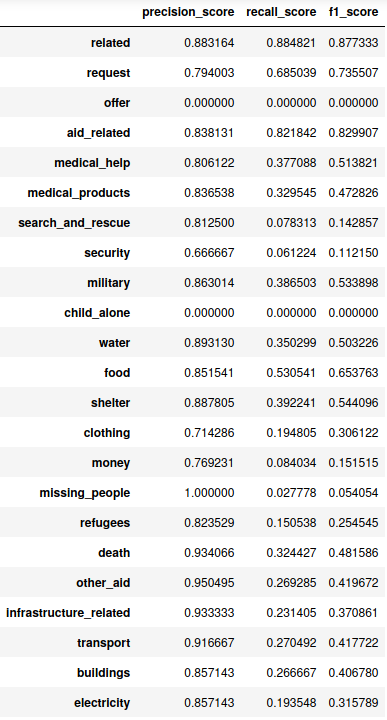 precision_score recall_score f1_score
related 0.883164 0.884821 0.877333
request 0.794003 0.685039 0.735507
offer 0.000000 0.000000 0.000000
aid_related 0.838131 0.821842 0.829907
medical_help 0.806122 0.377088 0.513821
medical_products 0.836538 0.329545 0.472826
search_and_rescue 0.812500 0.078313 0.142857
security 0.666667 0.061224 0.112150
military 0.863014 0.386503 0.533898
child_alone 0.000000 0.000000 0.000000
water 0.893130 0.350299 0.503226
food 0.851541 0.530541 0.653763
shelter 0.887805 0.392241 0.544096
clothing 0.714286 0.194805 0.306122
money 0.769231 0.084034 0.151515
missing_people 1.000000 0.027778 0.054054
refugees 0.823529 0.150538 0.254545
death 0.934066 0.324427 0.481586
other_aid 0.950495 0.269285 0.419672
infrastructure_related 0.933333 0.231405 0.370861
transport 0.916667 0.270492 0.417722
buildings 0.857143 0.266667 0.406780
electricity 0.857143 0.193548 0.315789